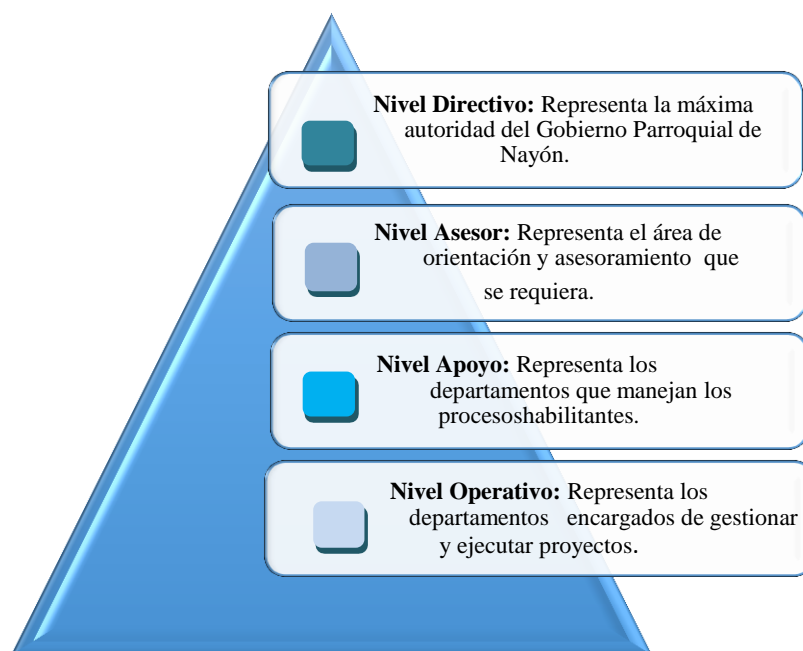 Nivel Directivo: Representa la máxima
autoridad del Gobierno Parroquial de
Nayón.
Nivel Asesor: Representa el área de
orientación y asesoramiento que
se requiera.
Nivel Apoyo: Representa los
departamentos que manejan los
procesoshabilitantes.
Nivel Operativo: Representa los
departamentos encargados de gestionar
y ejecutar proyectos.